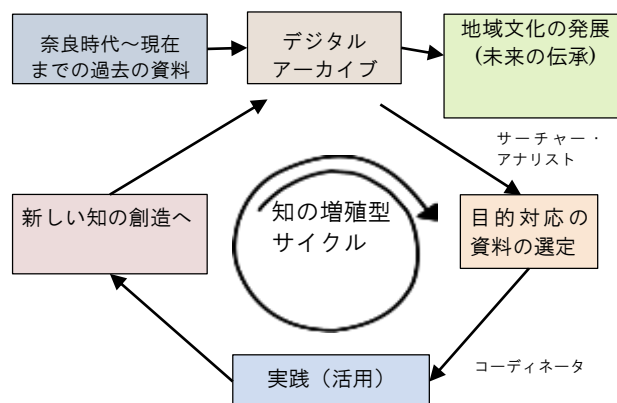 奈良時代～現在
までの過去の資料
デジタル
アーカイブ
地域文化の発展
(未来の伝承)
サーチャー・
アナリスト
新しい知の創造へ
知の増殖型
サイクル
目的対応の
資料の選定
実践（活用）
コーディネータ